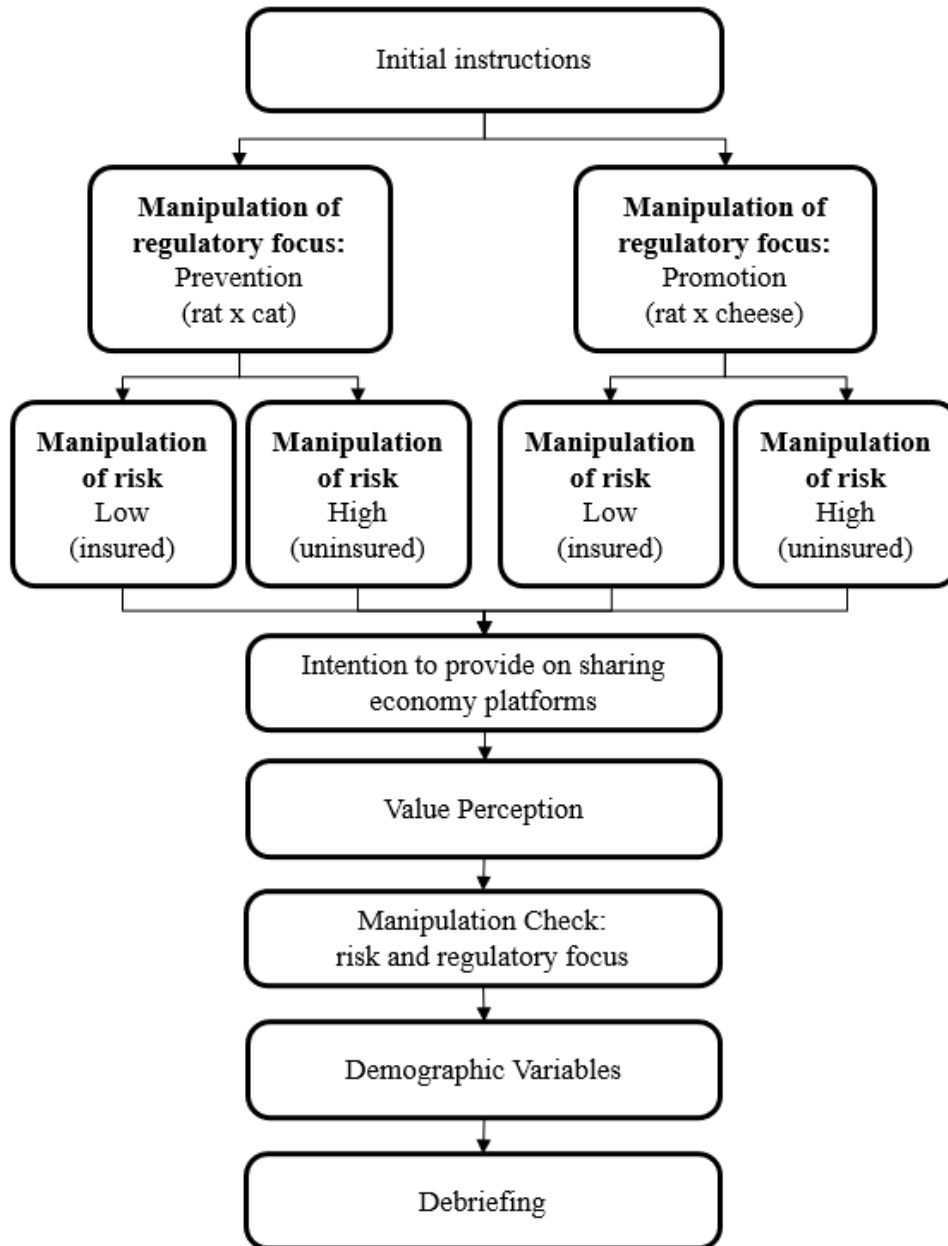 Initial instructions
Manipulation of
regulatory focus:
Prevention
(rat x cat)
Manipulation of
regulatory focus:
Promotion
(rat x cheese)
Manipulation
of risk
Low
(insured)
Manipulation
of risk
High
(uninsured)
Manipulation
of risk
Low
(insured)
Manipulation
of risk
High
(uninsured)
Intention to provide on sharing
economy platforms
Value Perception
Manipulation Check:
risk and regulatory focus
Demographic Variables
Debriefing